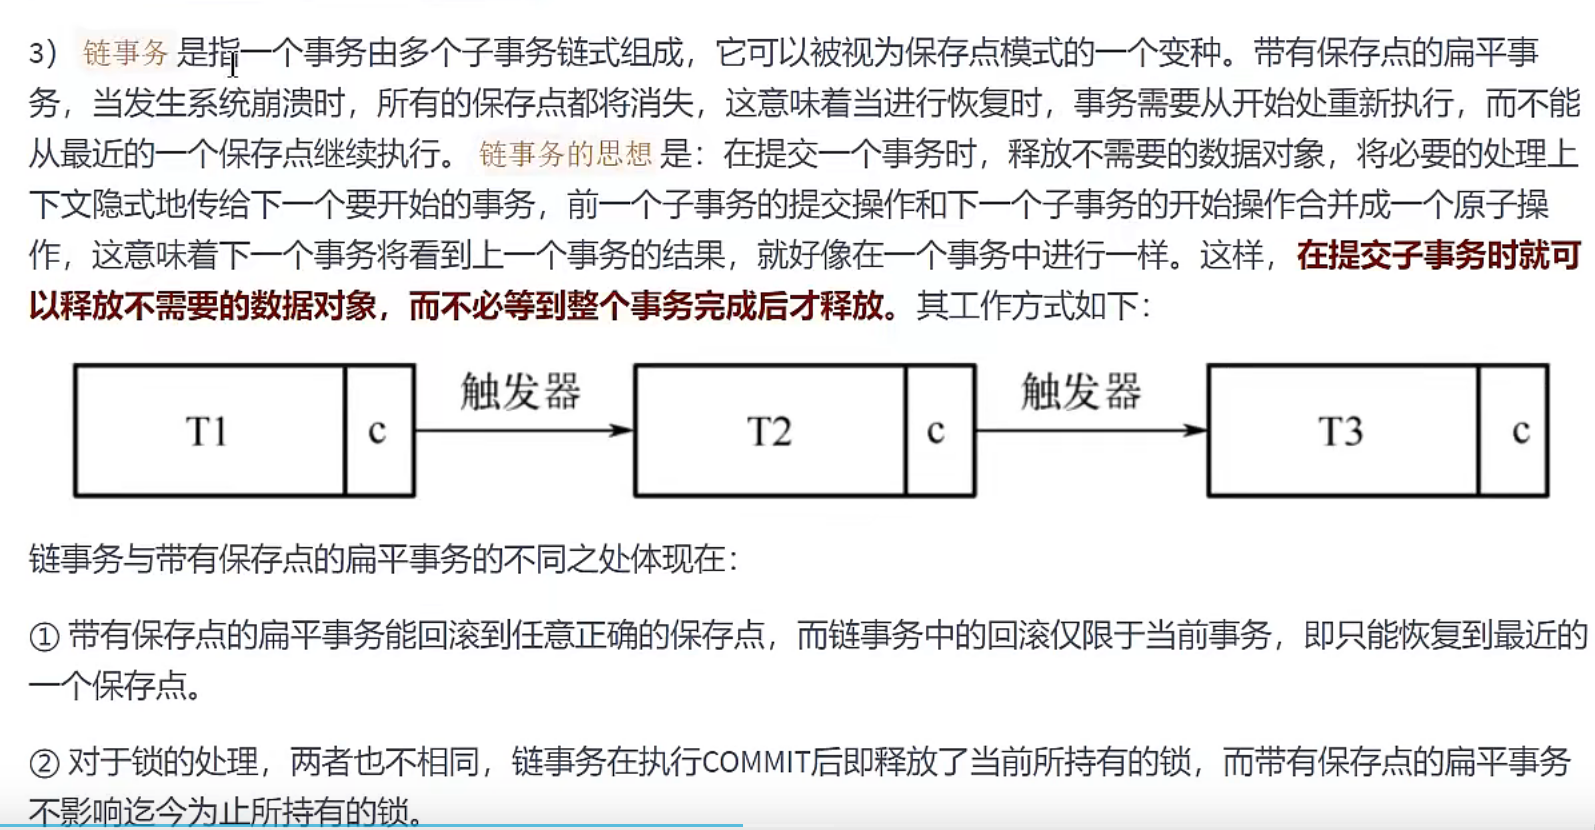 3） 链事务 是指一个事务由多个子事务链式组成，它可以被视为保存点模式的一个变种。带有保存点的扁平事
务，当发生系统崩溃时，所有的保存点都将消失，这意味着当进行恢复时，事务需要从开始处重新执行，而不能
从最近的一个保存点继续执行。 链事务的思想 是：在提交一个事务时，释放不需要的数据对象，将必要的处理上
下文隐式地传给下一个要开始的事务，前一个子事务的提交操作和下一个子事务的开始操作合并成一个原子操
作，这意味着下一个事务将看到上一个事务的结果，就好像在一个事务中进行一样。这样，在提交子事务时就可
以释放不需要的数据对象，而不必等到整个事务完成后才释放。其工作方式如下：
触发器 触发器
T1 c T2 c T3 c
链事务与带有保存点的扁平事务的不同之处体现在：
① 带有保存点的扁平事务能回滚到任意正确的保存点，而链事务中的回滚仅限于当前事务，即只能恢复到最近的
一个保存点。
② 对于锁的处理，两者也不相同，链事务在执行COMMIT后即释放了当前所持有的锁，而带有保存点的扁平事务
不影响迄今为止所持有的锁。